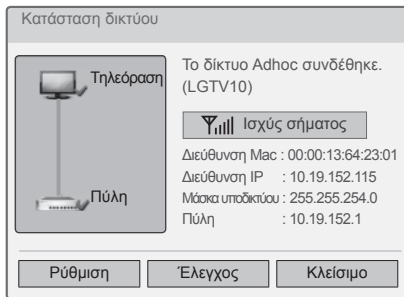 Κατάσταση δικτύου
Τηλεόραση
Πύλη
Το δίκτυο Adhoc συνδέθηκε.
(LGTV10)
Ισχύς σήματος
Διεύθυνση Mac : 00:00:13:64:23:01
Διεύθυνση IP : 10.19.152.115
Μάσκα υποδικτύου : 255.255.254.0
Πύλη : 10.19.152.1
Ρύθμιση Έλεγχος Κλείσιμο